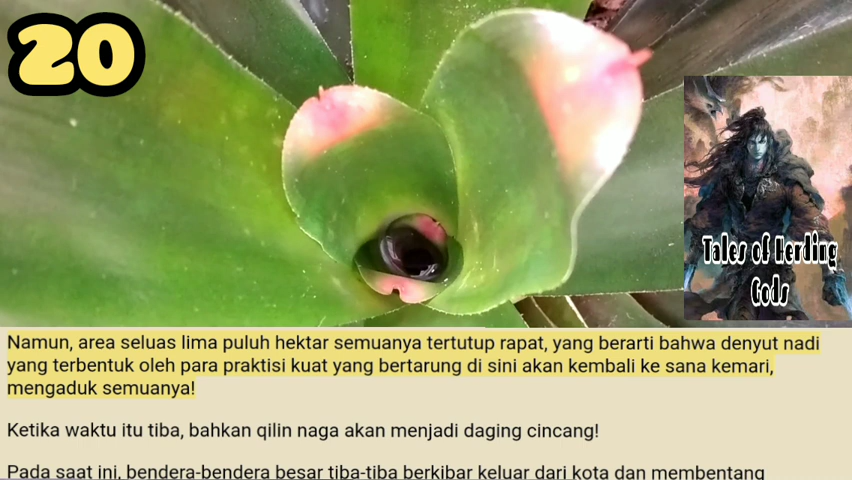 20
Tales of Herding
Gods
Namun, area seluas lima puluh hektar semuanya tertutup rapat, yang berarti bahwa denyut nadi
yang terbentuk oleh para praktisi kuat yang bertarung di sini akan kembali ke sana kemari,
mengaduk semuanya!
Ketika waktu itu tiba, bahkan qilin naga akan menjadi daging cincang!
Pada saat ini, bendera-bendera besar tiba-tiba berkibar keluar dari kota dan membentang